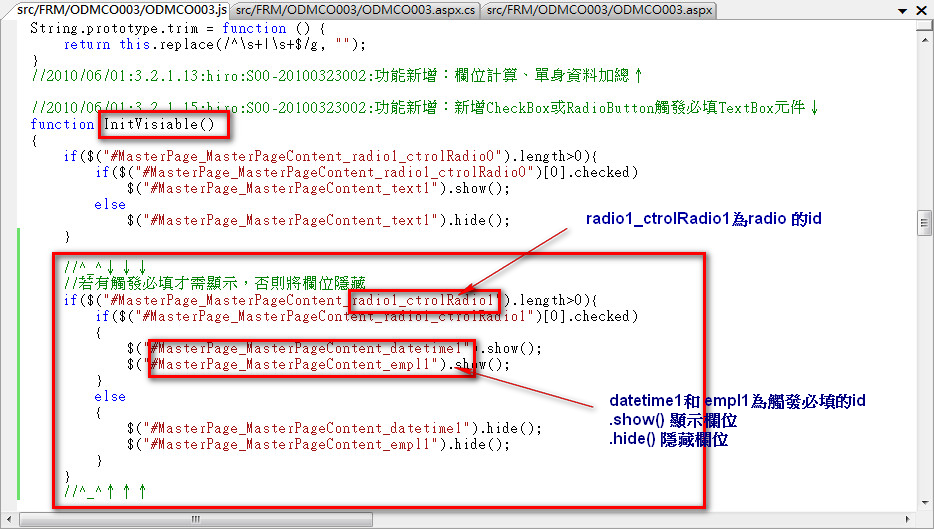 src/FRM/ODMCO003/ODMCO003.js src/FRM/ODMCO003/ODMCO003.aspx.cs src/FRM/ODMCO003/ODMCO003.aspx
String.prototype.trim = function () {
return this.replace(/^\s+|\s+$/g, "");
}
//2010/06/01:3.2.1.13:hiro:S00-20100323002:功能新增：欄位計算、單身資料加總↑
//2010/06/01:3.2.1.15:hiro:S00-20100323002:功能新增：新增CheckBox或RadioButton觸發必填TextBox元件↓
function InitVisiable()
{
if($("#MasterPage_MasterPageContent_radio1_ctrolRadio0").length>0){
if($("#MasterPage_MasterPageContent_radio1_ctrolRadio0")[0].checked)
$("#MasterPage_MasterPageContent_text1").show();
else
$("#MasterPage_MasterPageContent_text1").hide();
}
radio1_ctrolRadio1為radio 的id
//^_^↓↓↓
//若有觸發必填才需顯示，否則將欄位隱藏
if($("#MasterPage_MasterPageContent_radio1_ctrolRadio1").length>0){
if($("#MasterPage_MasterPageContent_radio1_ctrolRadio1")[0].checked)
{
$("#MasterPage_MasterPageContent_datetime1").show();
$("#MasterPage_MasterPageContent_empl1").show();
}
else
{
$("#MasterPage_MasterPageContent_datetime1").hide();
$("#MasterPage_MasterPageContent_empl1").hide();
}
}
//^_^↑↑↑
datetime1和 empl1為觸發必填的id
.show() 顯示欄位
.hide() 隱藏欄位